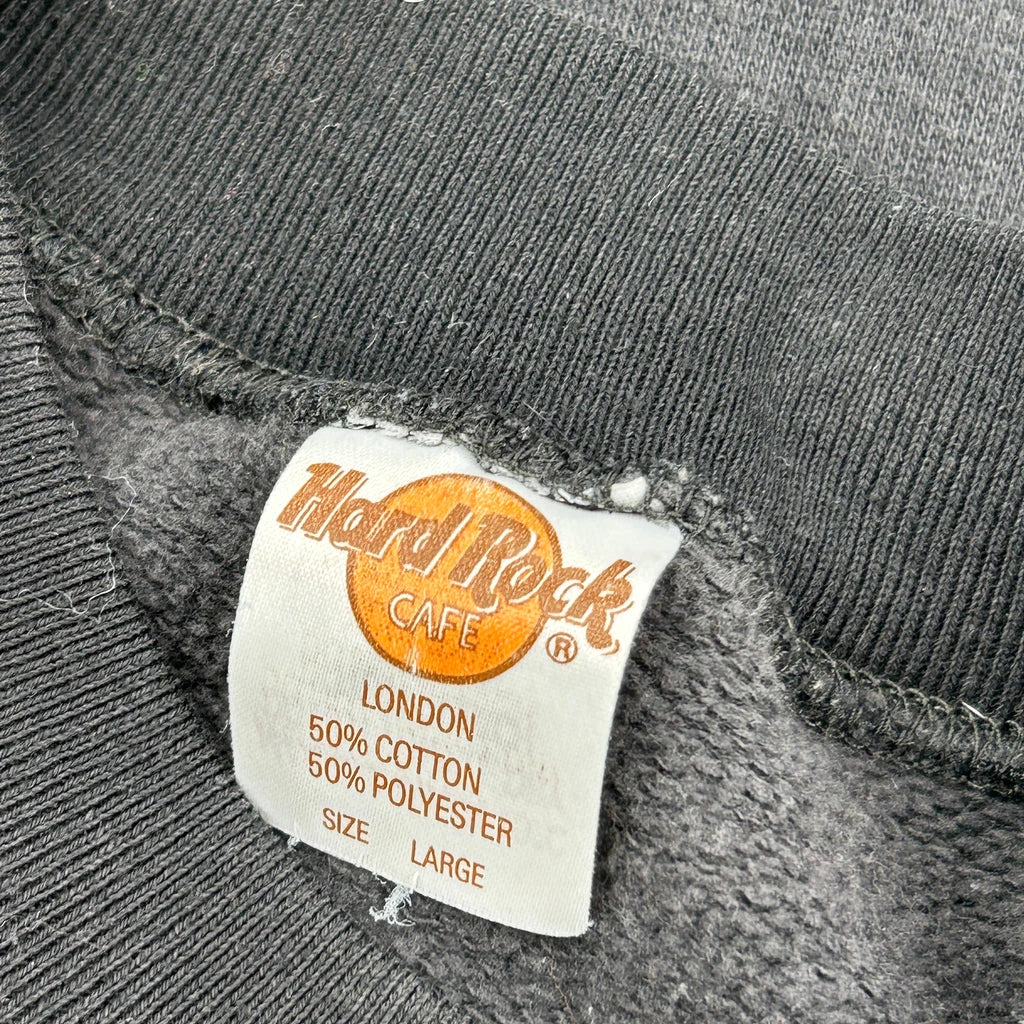 Hard Rock
CAFE ®
LONDON
50% COTTON
50% POLYESTER
SIZE LARGE